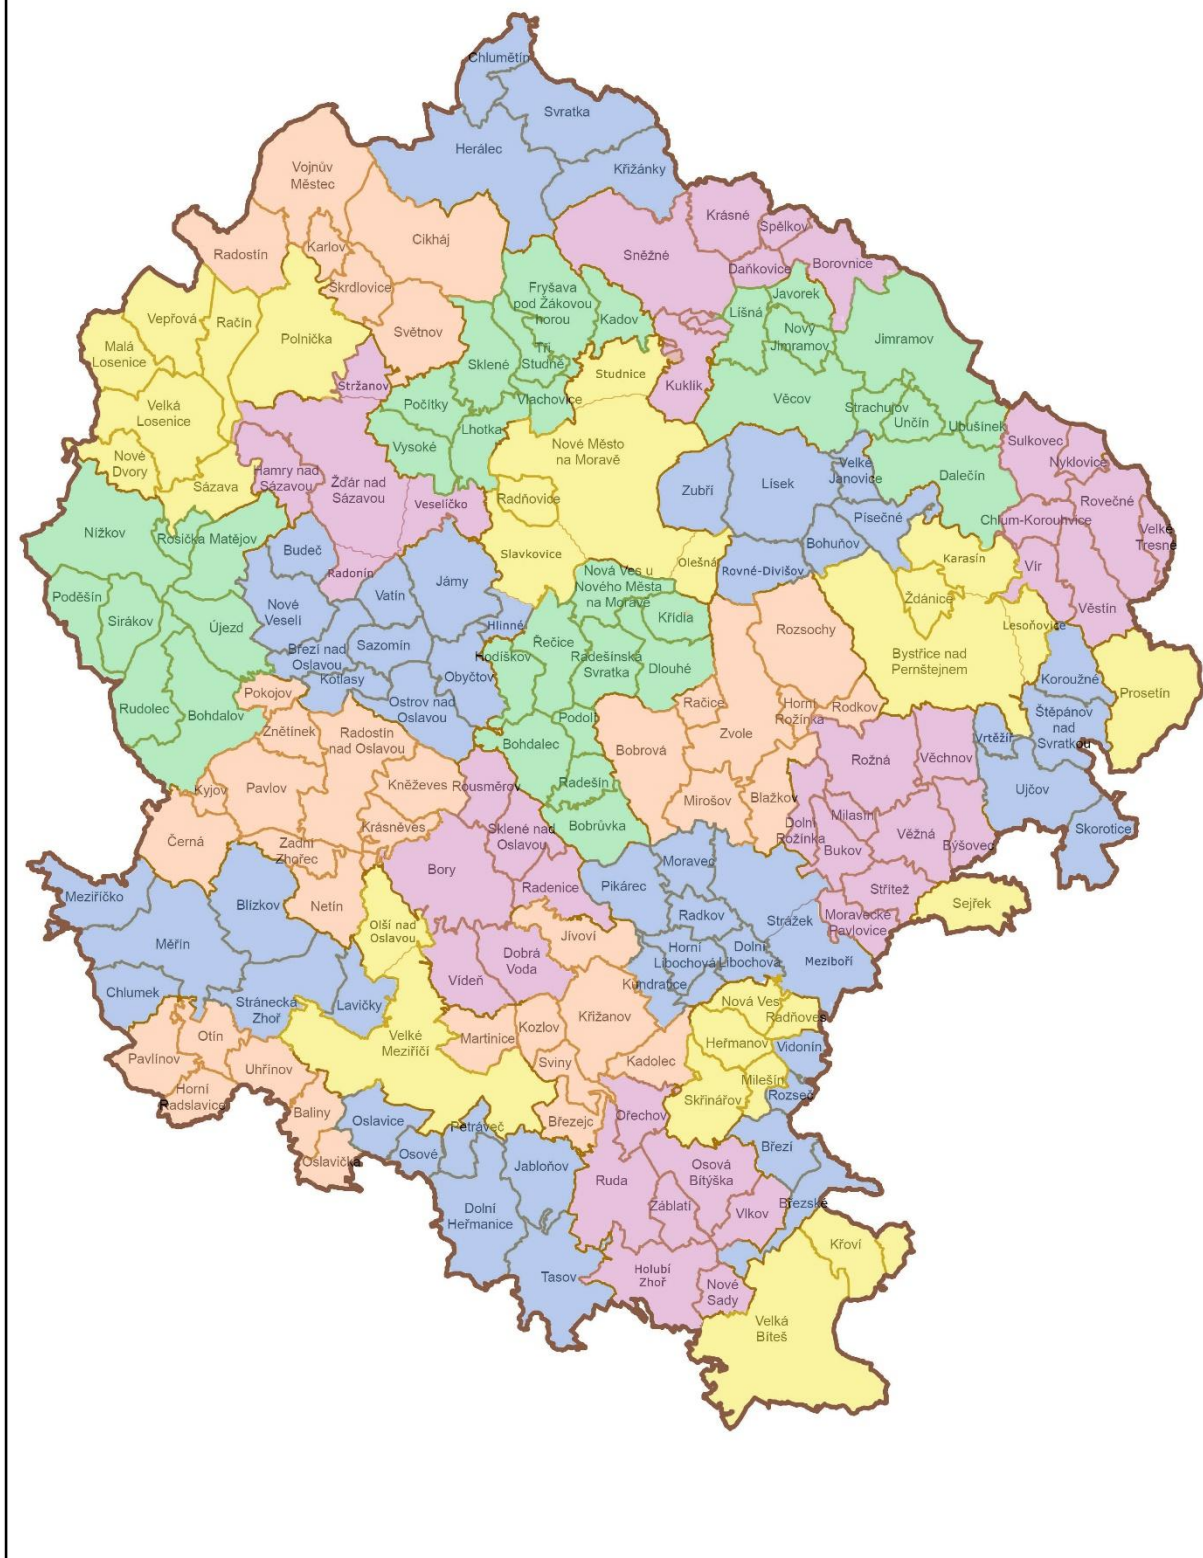 Chlumětín
Svratka
Herálec
Křižánky
Vojnův
Městec
Krásné
Spělkov
Radostín
Karlov
Cikháj
Sněžné
Daňkovice
Borovnice
Škrdlovice
Fryšava
pod Žákovou
horou
Javorek
Líšná
Vepřová
Račín
Polnička
Světnov
Kadov
Nový
Jimramov
Jimramov
Malá
Losenice
Tři
Studně
Sklené
Studnice
Kuklík
Stržanov
Počítky
Vlachovice
Věcov
Strachujov
Unčín
Ubušínek
Velká
Losenice
Lhotka
Vysoké
Nové Město
na Moravě
Sulkovec
Nyklovice
Nové
Dvory
Sázava
Hamry nad
Sázavou
Žďár nad
Sázavou
Veselíčko
Radňovice
Zubří
Lísek
Velké
Janovice
Dalečín
Rovečné
Písečné
Chlum-Korouhvice
Velké
Tresné
Nížkov
Rosička
Matějov
Budeč
Radonín
Jámy
Slavkovice
Olešná
Bohuňov
Rovné-Divišov
Karasín
Vír
Nová Ves u
Nového Města
na Moravě
Poděšín
Sirákov
Újezd
Nové
Veselí
Vatín
Hlinné
Křídla
Ždánice
Věstín
Lesoňovice
Březí nad
Oslavou
Sazomín
Řečice
Hodíškov
Radešínská
Svratka
Dlouhé
Rozsochy
Bystřice nad
Pernštejnem
Kotlasy
Obyčtov
Koroužné
Prosetín
Pokojov
Ostrov nad
Oslavou
Rudolec
Bohdalov
Podolí
Račice
Horní
Rožínka
Rodkov
Štěpánov
nad
Svratkou
Znětínek
Radostín
nad Oslavou
Bohdalec
Bobrová
Zvole
Vrtěžíř
Rožná
Věchnov
Kyjov
Pavlov
Kněževes
Rousměrov
Radešín
Mirošov
Blažkov
Ujčov
Černá
Krásněves
Sklené nad
Oslavou
Bobrůvka
Dolní
Rožínka
Milasín
Věžná
Skorotice
Zadní
Zhořec
Bukov
Býšovec
Bory
Moravec
Meziříčko
Blízkov
Netín
Radenice
Pikárec
Střítež
Sejřek
Olší nad
Oslavou
Radkov
Strážek
Moravecké
Pavlovice
Měřín
Jívoví
Dobrá
Voda
Horní
Libochová
Dolní
Libochová
Meziboří
Vídeň
Kundratice
Chlumek
Stránecká
Zhoř
Lavičky
Nová Ves
Radňoves
Otín
Velké
Meziříčí
Martinice
Kozlov
Křižanov
Heřmanov
Vidonín
Pavlínov
Uhřínov
Sviny
Kadolec
Milešín
Rozseč
Horní
Radslavice
Skřinářov
Baliny
Oslavice
Petráveč
Březejc
Ořechov
Březí
Osové
Oslavička
Jabloňov
Osová
Bítýška
Ruda
Dolní
Heřmanice
Záblatí
Vlkov
Březské
Křoví
Tasov
Holubí
Zhoř
Nové
Sady
Velká
Bíteš